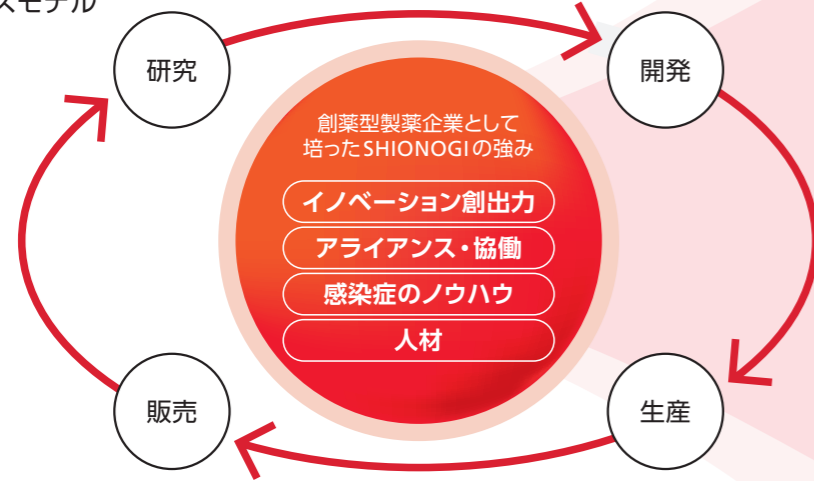 スモデル
研究
開発
創薬型製薬企業として
培ったSHIONOGIの強み
イノベーション創出力
アライアンス・協働
感染症のノウハウ
人材
販売
生産